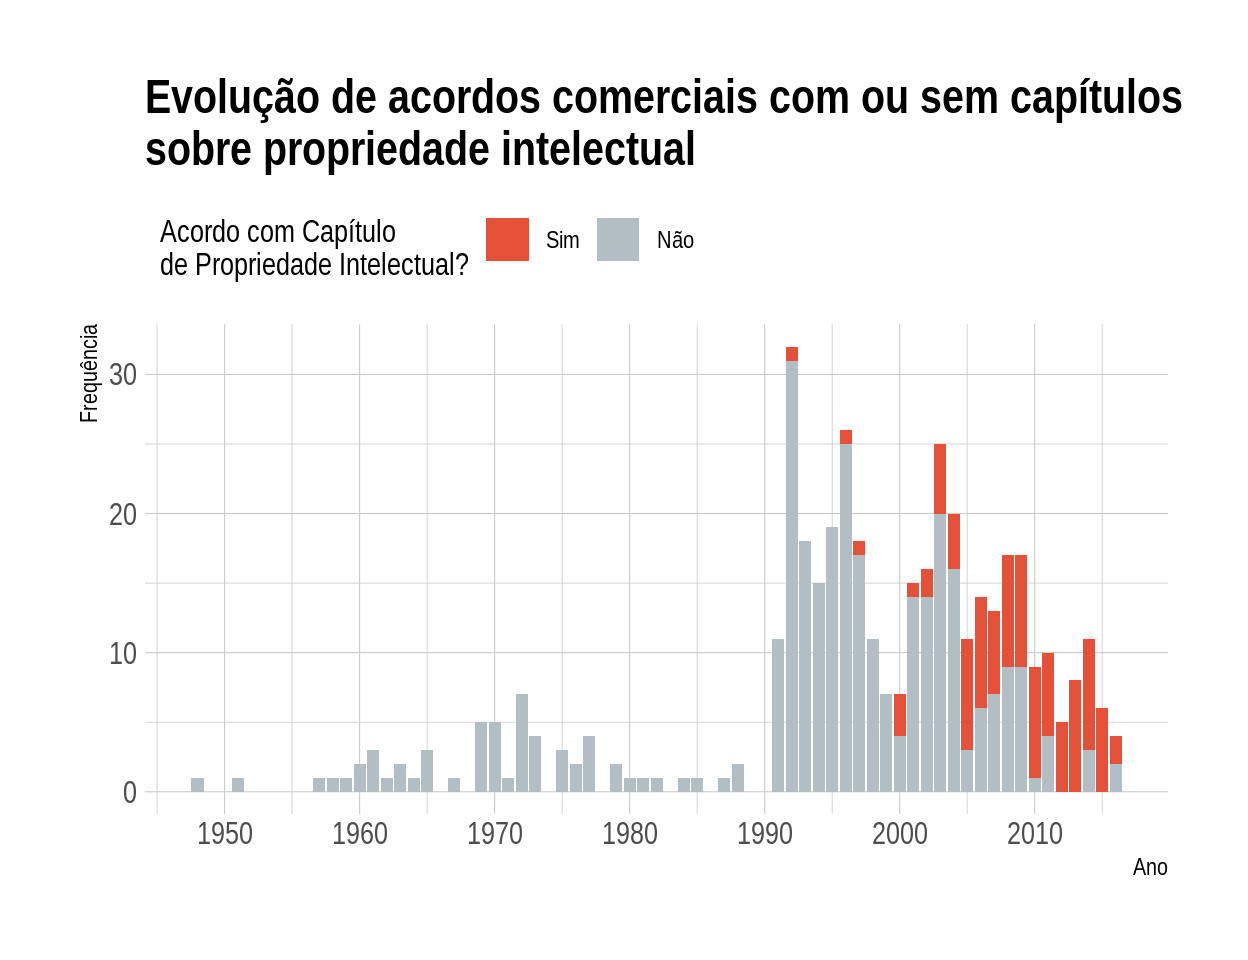 Evolução de acordos comerciais com ou sem capítulos
sobre propriedade intelectual
Acordo com Capítulo
de Propriedade Intelectual?
Sim
Não
Frequência
30
20
10
0
1950
1960
1970
1980
1990
2000
2010
Ano